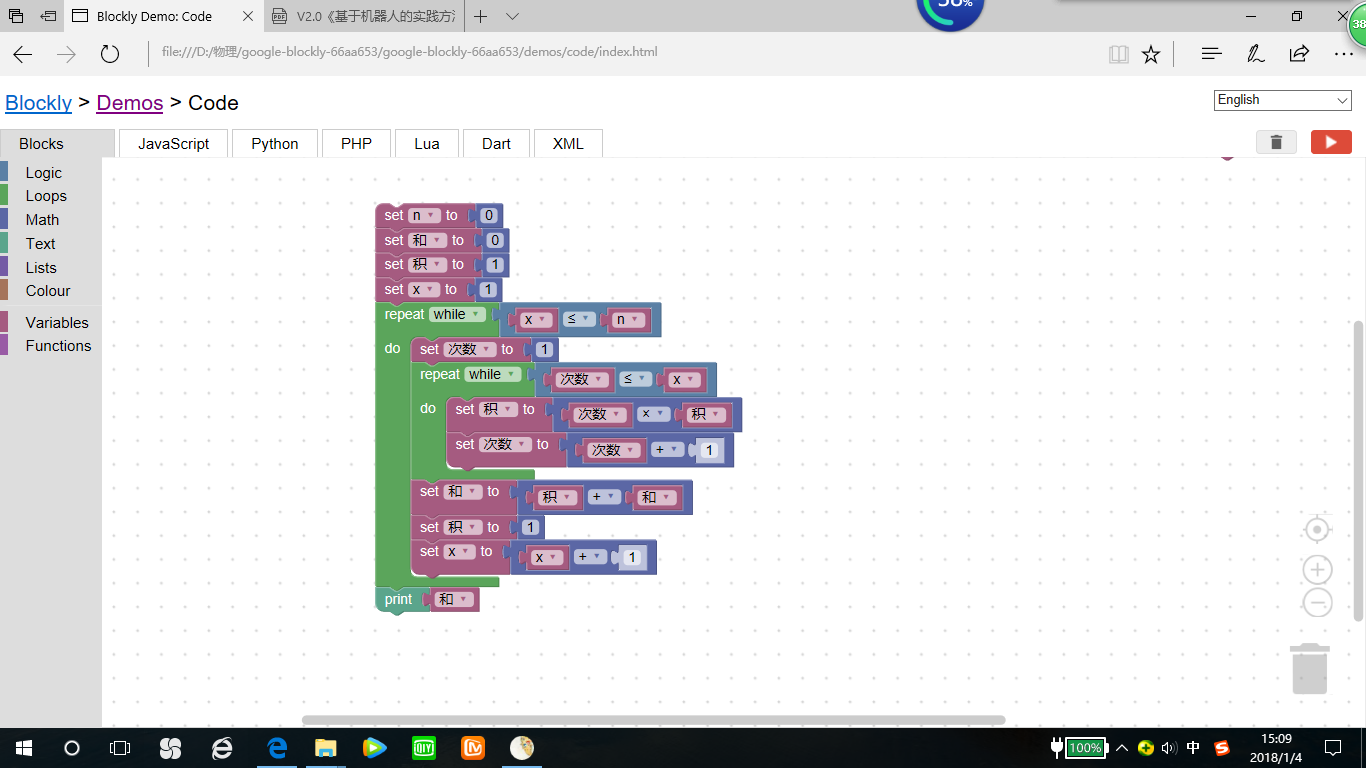 Blockly Demo: Code
V2.0《基于机器人的实践方
38
file:///D:/物理/google-blockly-66aa653/google-blockly-66aa653/demos/code/index.html
Blockly > Demos > Code
English
Blocks JavaScript Python PHP Lua Dart XML
Logic
Loops
Math
Text
Lists
Colour
Variables
Functions
set n to 0
set 和 to 0
set 积 to 1
set x to 1
repeat while x ≤ n
do set 次数 to 1
repeat while 次数 ≤ x
do set 积 to 次数 × 积
set 次数 to 次数 + 1
set 和 to 积 + 和
set 积 to 1
set x to x + 1
print 和
100% 中 15:09
2018/1/4